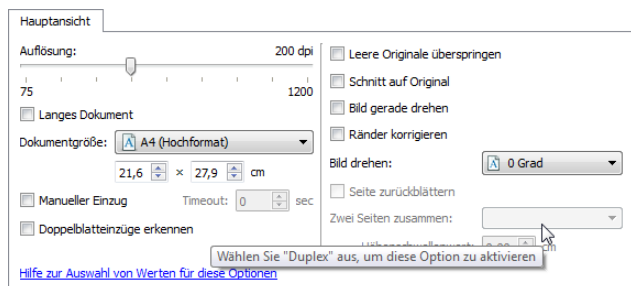 Hauptansicht
Auflösung: 200 dpi
75 1200
Langes Dokument
Dokumentgröße: A4 (Hochformat)
21,6 × 27,9 cm
Manueller Einzug Timeout: 0 sec
Doppelblatteinzüge erkennen
Hilfe zur Auswahl von Werten für diese Optionen
Leere Originale überspringen
Schnitt auf Original
Bild gerade drehen
Ränder korrigieren
Bild drehen: 0 Grad
Seite zurückblättern
Zwei Seiten zusammen:
cm
Wählen Sie "Duplex" aus, um diese Option zu aktivieren